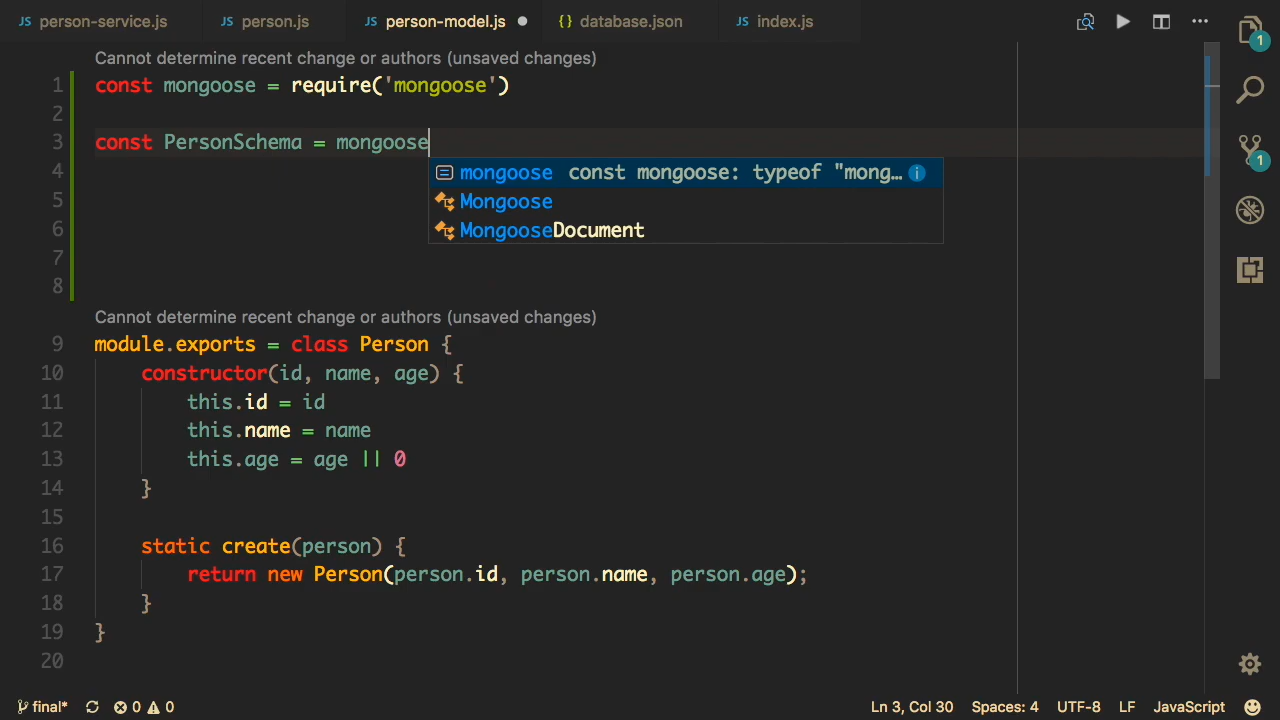 person-service.js person.js person-model.js database.json index.js
Cannot determine recent change or authors (unsaved changes)
1 const mongoose = require('mongoose')
2
3 const PersonSchema = mongoose
4 mongoose const mongoose: typeof "mong…
5 Mongoose
6 MongooseDocument
7
8
Cannot determine recent change or authors (unsaved changes)
9 module.exports = class Person {
10 constructor(id, name, age) {
11 this.id = id
12 this.name = name
13 this.age = age || 0
14 }
15
16 static create(person) {
17 return new Person(person.id, person.name, person.age);
18 }
19 }
20
final* 0 0 Ln 3, Col 30 Spaces: 4 UTF-8 LF JavaScript
JS
JS
JS
{ }
JS
1
1